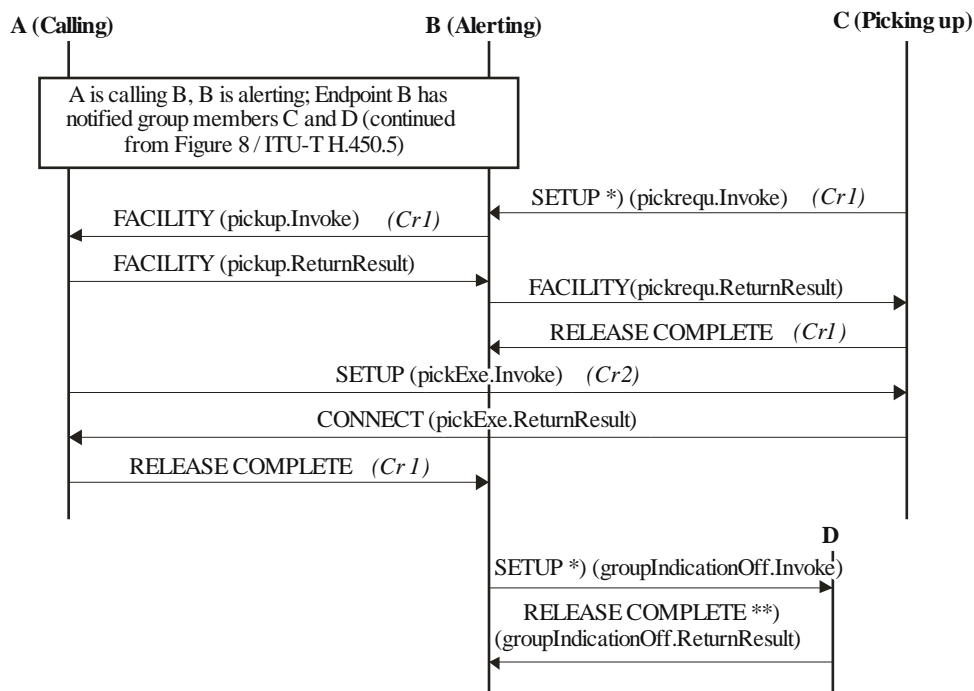 A (Calling)
B (Alerting)
C (Picking up)
A is calling B, B is alerting; Endpoint B has
notified group members C and D (continued
from Figure 8 / ITU-T H.450.5)
SETUP *) (pickrequ.Invoke) (Cr1)
FACILITY (pickup.Invoke) (Cr1)
FACILITY (pickup.ReturnResult)
FACILITY(pickrequ.ReturnResult)
RELEASE COMPLETE (Cr1)
SETUP (pickExe.Invoke) (Cr2)
CONNECT (pickExe.ReturnResult)
RELEASE COMPLETE (Cr 1)
D
SETUP *) (groupIndicationOff.Invoke)
RELEASE COMPLETE **)
(groupIndicationOff.ReturnResult)